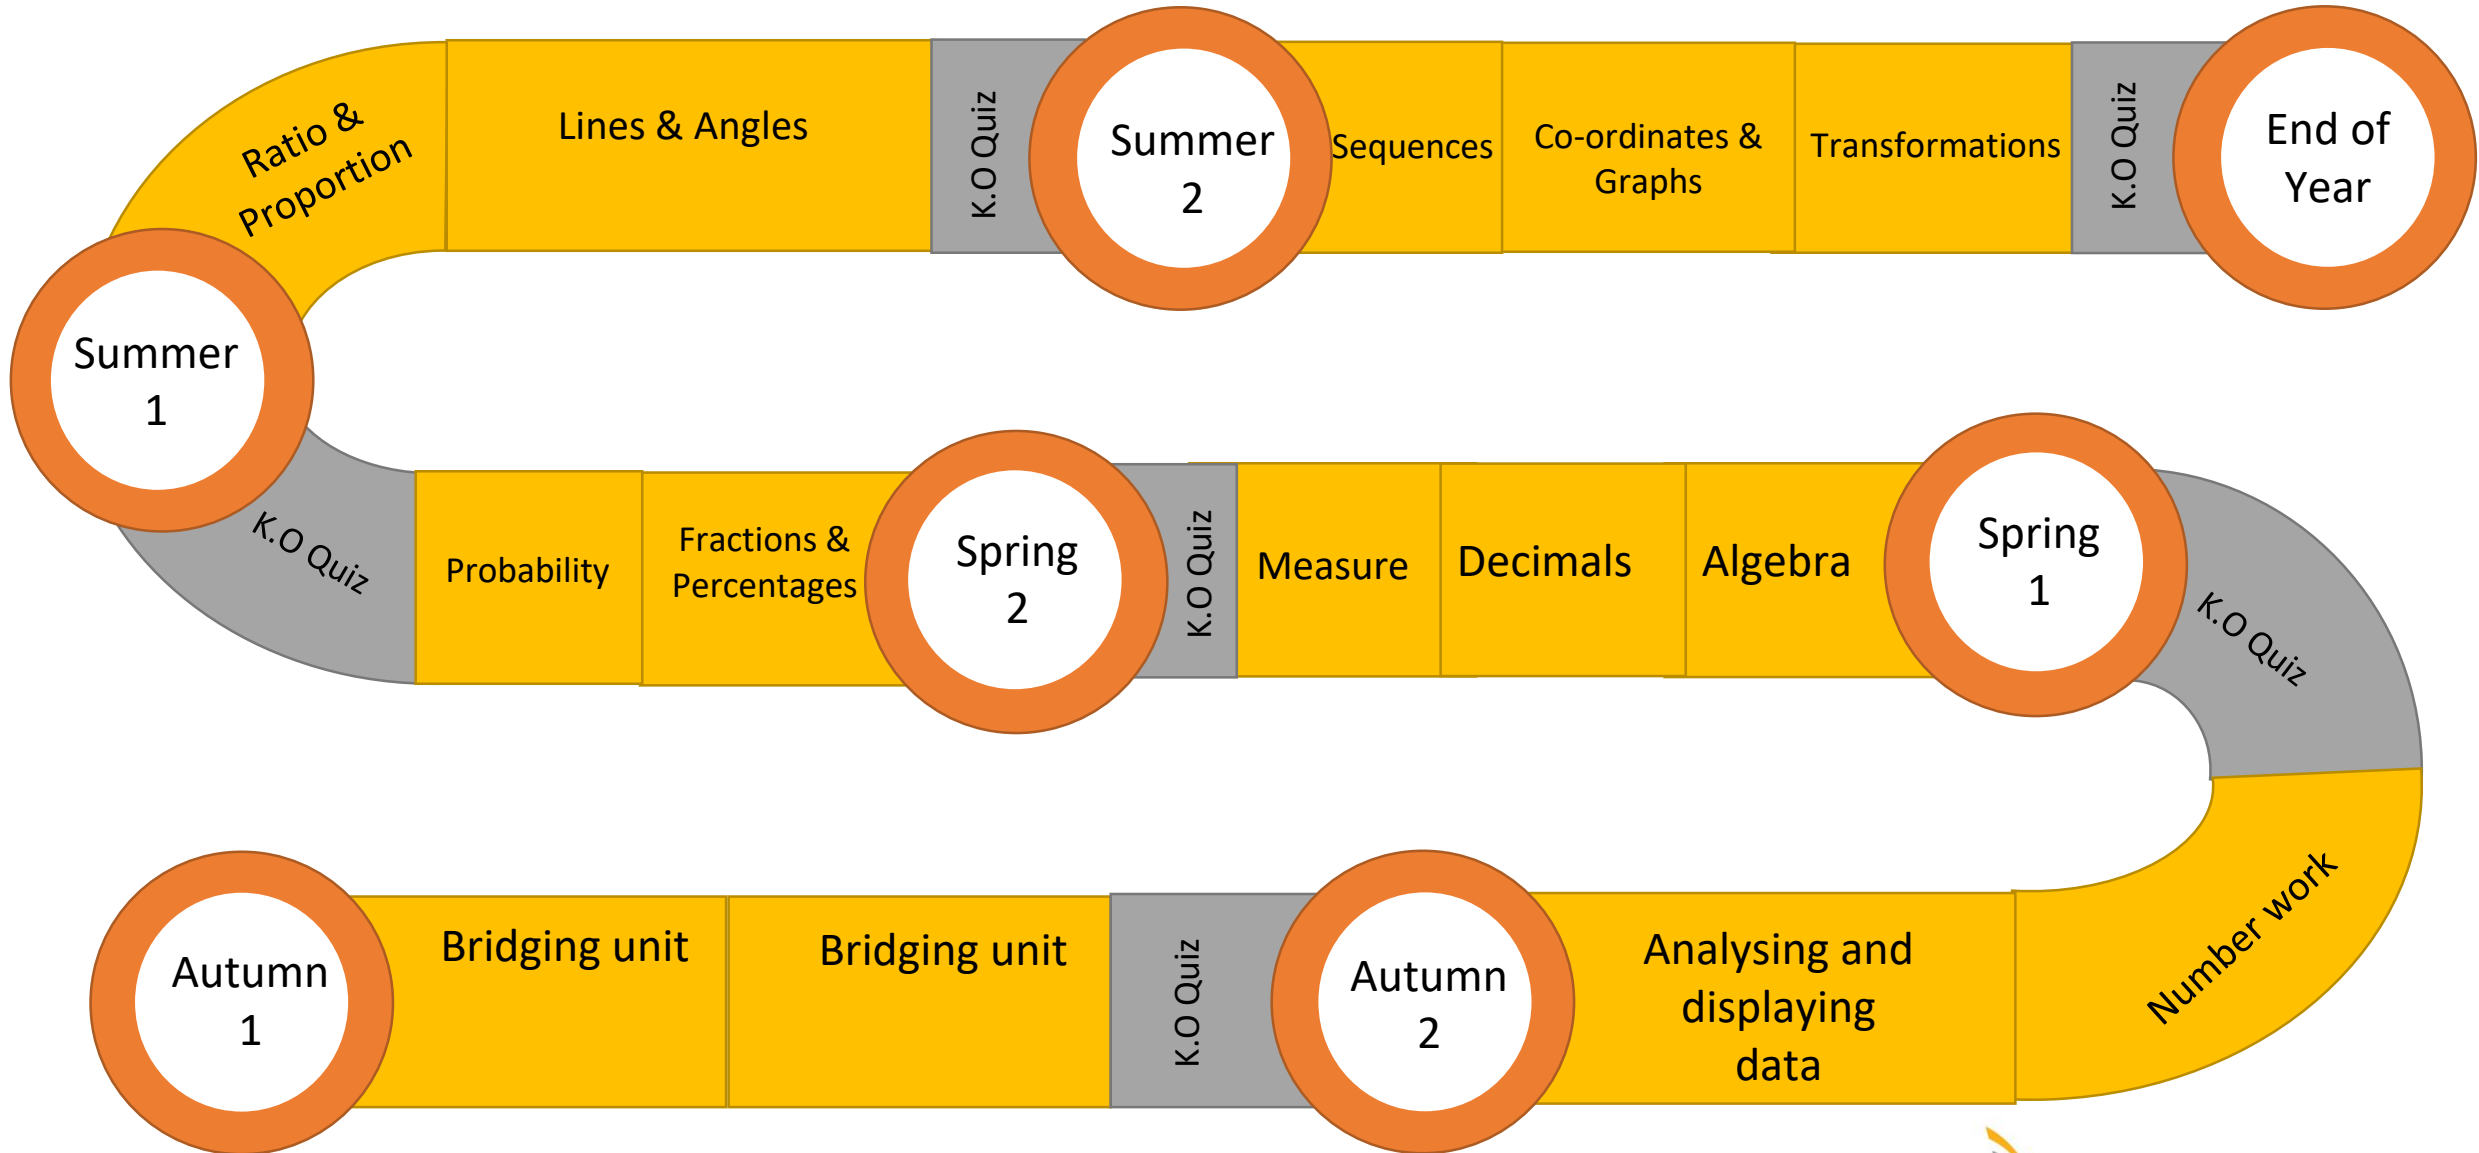 Ratio &
Proportion
Lines & Angles
K.O Quiz
Summer
2
Sequences
Co-ordinates &
Graphs
Transformations
K.O Quiz
End of
Year
Summer
1
K.O Quiz
Probability
Fractions &
Percentages
Spring
2
K.O Quiz
Measure
Decimals
Algebra
Spring
1
K.O Quiz
Number work
Autumn
1
Bridging unit
Bridging unit
K.O Quiz
Autumn
2
Analysing and
displaying
data